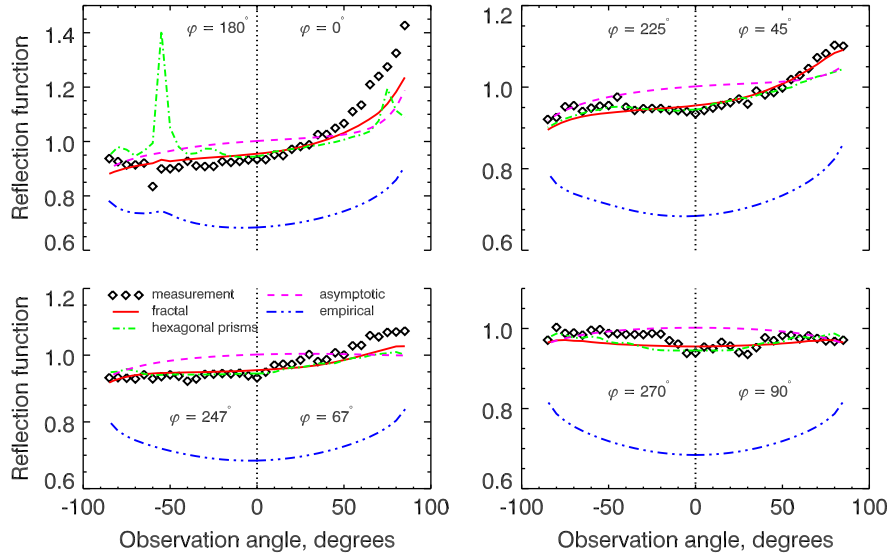 Reflection function
1.4
1.2
1.0
0.8
0.6
φ = 180° φ = 0°
1.0
0.8
0.6
φ = 225° φ = 45°
Reflection function
1.2
1.0
0.8
0.6
measurement
fractal
hexagonal prisms
asymptotic
empirical
φ = 247° φ = 67°
-100 -50 0 50 100
Observation angle, degrees
1.2
1.0
0.8
0.6
φ = 270° φ = 90°
-100 -50 0 50 100
Observation angle, degrees